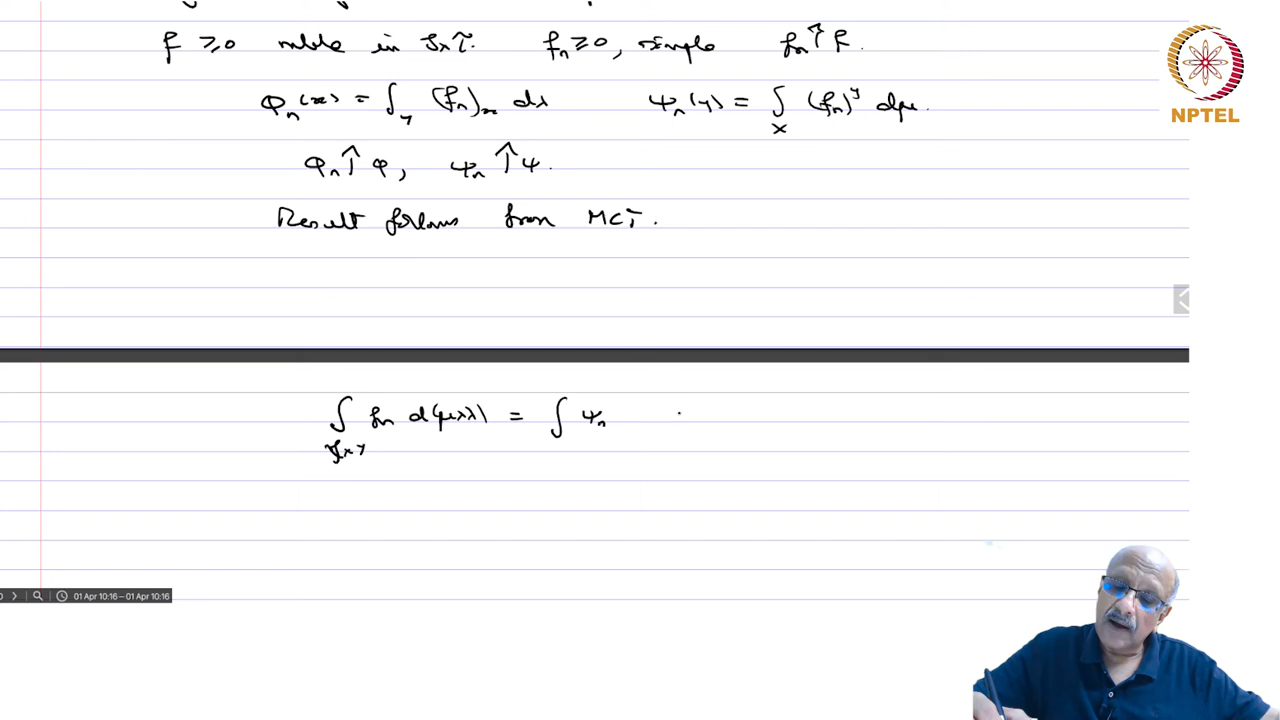 f ≥ 0 mble in S×τ. fₙ ≥ 0, simple fₙ ↑ f.
φₙ(x) = ∫_Y (fₙ)ₓ dλ ψₙ(y) = ∫_X (fₙ)^y dμ.
φₙ ↑ φ, ψₙ ↑ ψ.
Result follows from MCT.
∫_{X×Y} fₙ d(μ×λ) = ∫ ψₙ
01 Apr 10:16 – 01 Apr 10:16
NPTEL